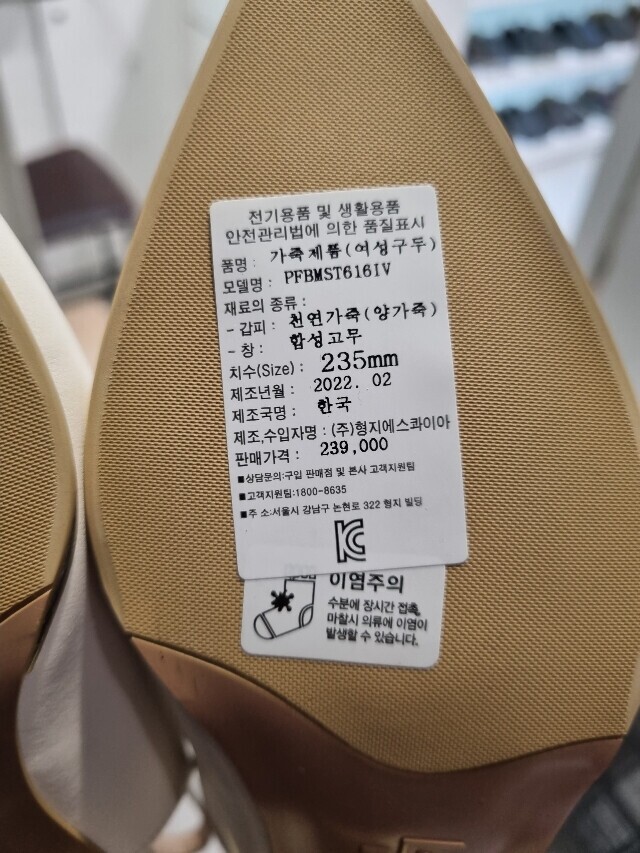 전기용품 및 생활용품
안전관리법에 의한 품질표시
품명 : 가죽제품(여성구두)
모델명 : PFBMST616IV
재료의 종류 :
- 갑피 : 천연가죽(양가죽)
- 창 : 합성고무
치수(Size) : 235mm
제조년월 : 2022. 02
제조국명 : 한국
제조,수입자명 : (주)형지에스콰이아
판매가격 : 239,000
■상담문의:구입 판매점 및 본사 고객지원팀
■고객지원팀:1800-8635
■주 소:서울시 강남구 논현로 322 형지 빌딩
이염주의
수분에 장시간 접촉,
마찰시 의류에 이염이
발생할 수 있습니다.